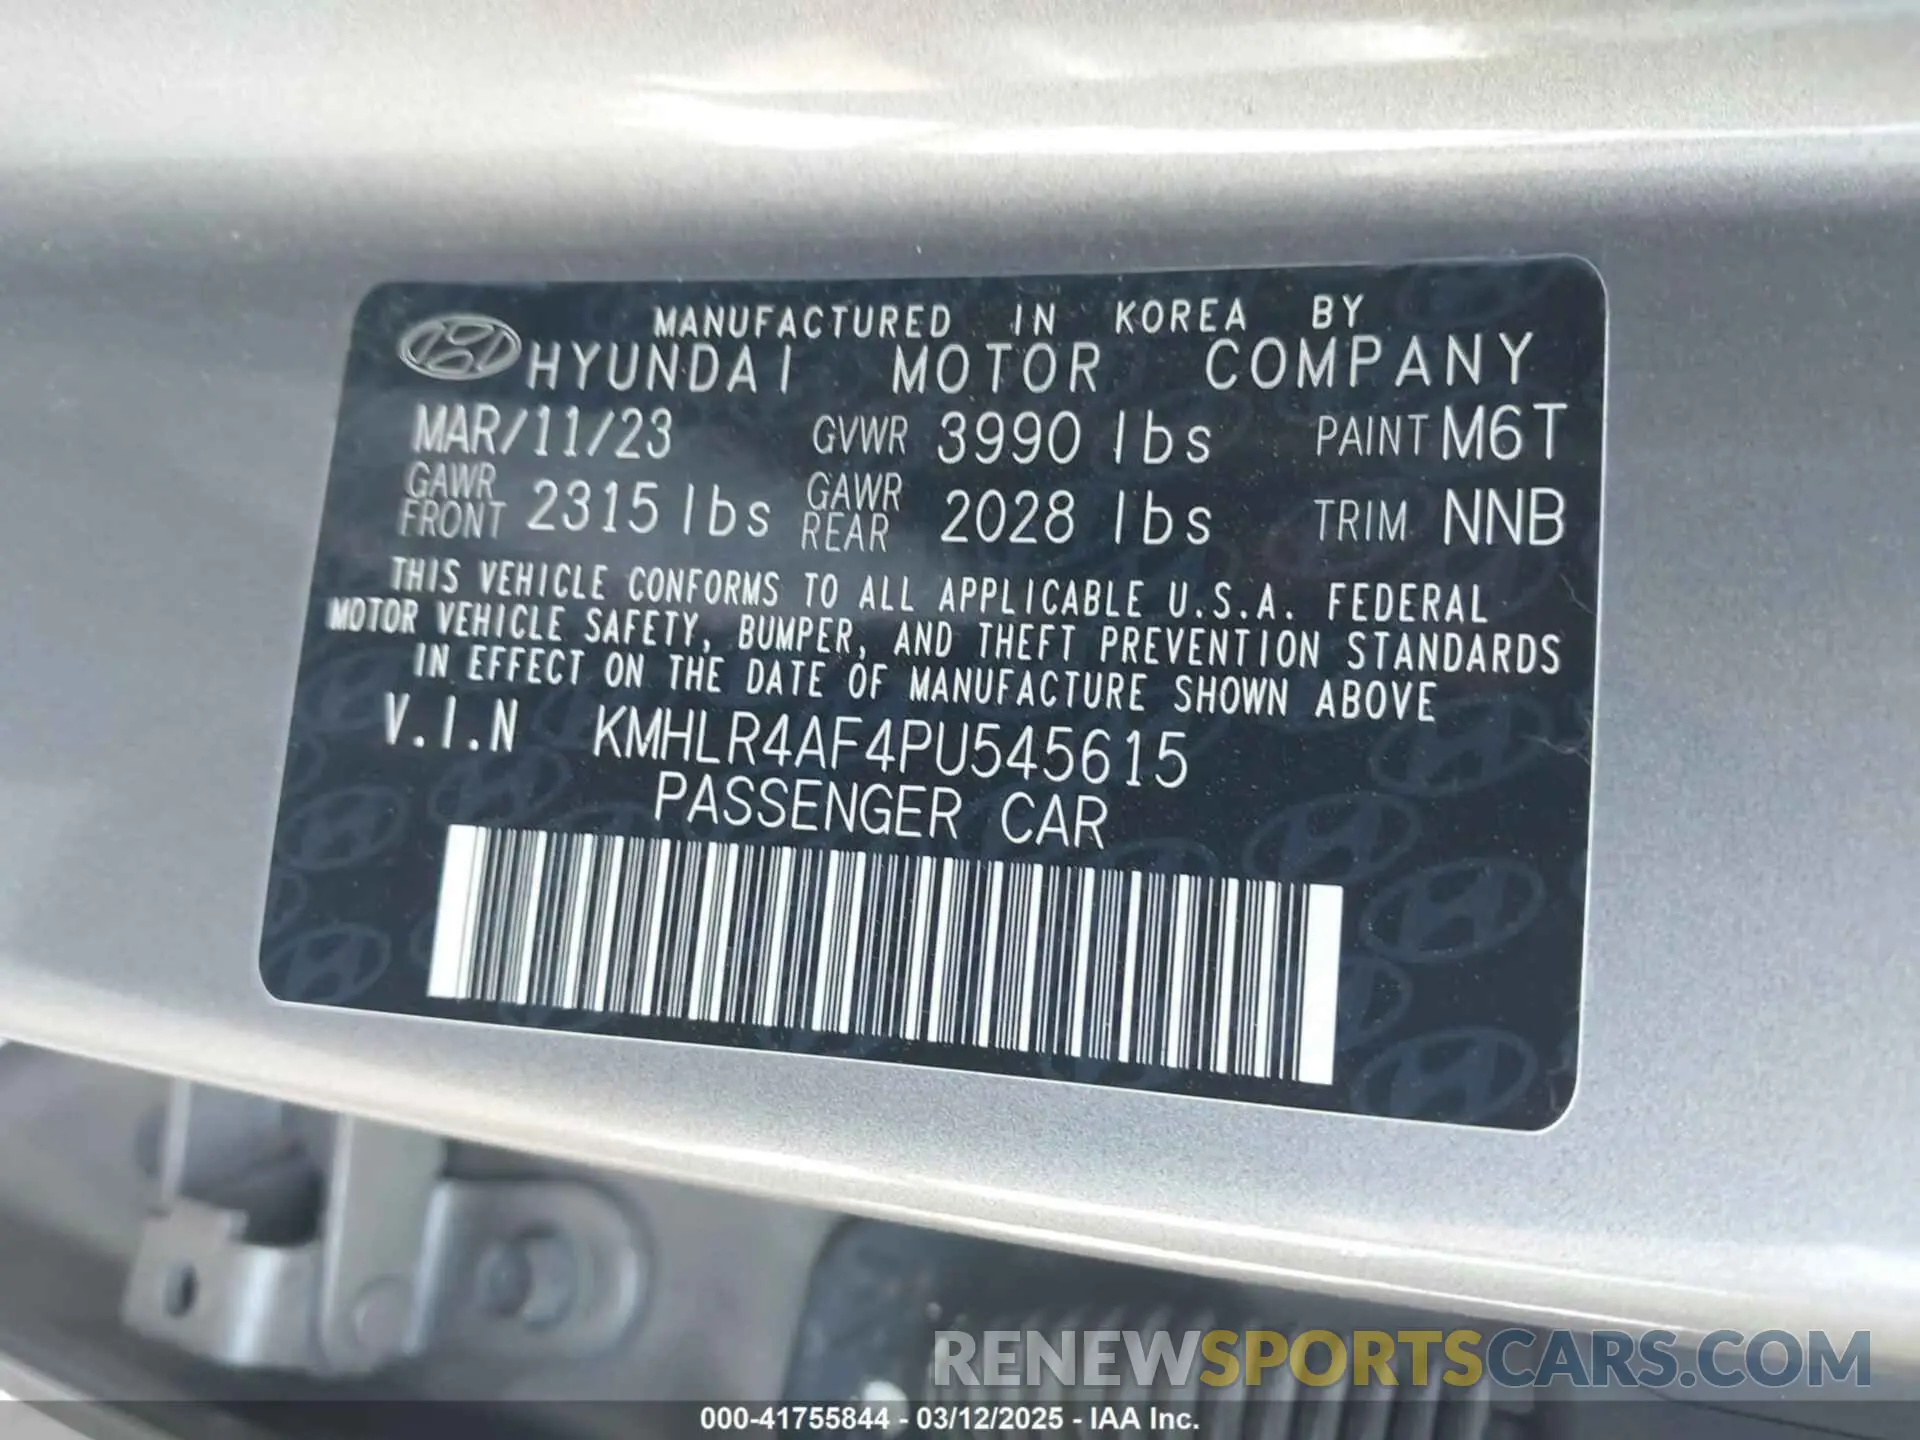 MANUFACTURED IN KOREA BY
HYUNDAI MOTOR COMPANY
MAR/11/23 GVWR 3990 lbs PAINT M6T
GAWR FRONT 2315 lbs GAWR REAR 2028 lbs TRIM NNB
THIS VEHICLE CONFORMS TO ALL APPLICABLE U.S.A. FEDERAL
MOTOR VEHICLE SAFETY, BUMPER, AND THEFT PREVENTION STANDARDS
IN EFFECT ON THE DATE OF MANUFACTURE SHOWN ABOVE
V.I.N KMHLR4AF4PU545615
PASSENGER CAR
RENEWSPORTSCARS.COM
000-41755844 - 03/12/2025 - IAA Inc.